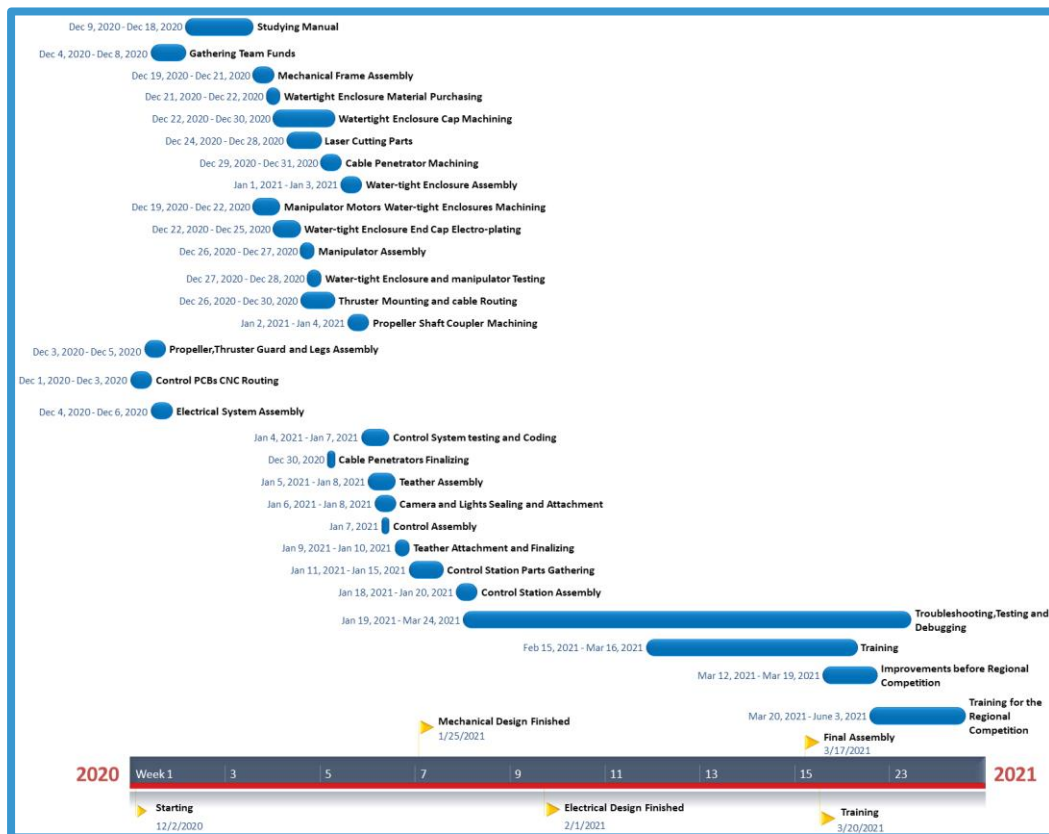 Dec 9, 2020 - Dec 18, 2020 Studying Manual
Dec 4, 2020 - Dec 8, 2020 Gathering Team Funds
Dec 19, 2020 - Dec 21, 2020 Mechanical Frame Assembly
Dec 21, 2020 - Dec 22, 2020 Watertight Enclosure Material Purchasing
Dec 22, 2020 - Dec 30, 2020 Watertight Enclosure Cap Machining
Dec 24, 2020 - Dec 28, 2020 Laser Cutting Parts
Dec 29, 2020 - Dec 31, 2020 Cable Penetrator Machining
Jan 1, 2021 - Jan 3, 2021 Water-tight Enclosure Assembly
Dec 19, 2020 - Dec 22, 2020 Manipulator Motors Water-tight Enclosures Machining
Dec 22, 2020 - Dec 25, 2020 Water-tight Enclosure End Cap Electro-plating
Dec 26, 2020 - Dec 27, 2020 Manipulator Assembly
Dec 27, 2020 - Dec 28, 2020 Water-tight Enclosure and manipulator Testing
Dec 26, 2020 - Dec 30, 2020 Thruster Mounting and cable Routing
Jan 2, 2021 - Jan 4, 2021 Propeller Shaft Coupler Machining
Dec 3, 2020 - Dec 5, 2020 Propeller,Thruster Guard and Legs Assembly
Dec 1, 2020 - Dec 3, 2020 Control PCBs CNC Routing
Dec 4, 2020 - Dec 6, 2020 Electrical System Assembly
Jan 4, 2021 - Jan 7, 2021 Control System testing and Coding
Dec 30, 2020 Cable Penetrators Finalizing
Jan 5, 2021 - Jan 8, 2021 Teather Assembly
Jan 6, 2021 - Jan 8, 2021 Camera and Lights Sealing and Attachment
Jan 7, 2021 Control Assembly
Jan 9, 2021 - Jan 10, 2021 Teather Attachment and Finalizing
Jan 11, 2021 - Jan 15, 2021 Control Station Parts Gathering
Jan 18, 2021 - Jan 20, 2021 Control Station Assembly
Jan 19, 2021 - Mar 24, 2021 Troubleshooting,Testing and
Debugging
Feb 15, 2021 - Mar 16, 2021 Training
Mar 12, 2021 - Mar 19, 2021 Improvements before Regional
Competition
Mar 20, 2021 - June 3, 2021 Training for the
Regional
Competition
Mechanical Design Finished
1/25/2021
Final Assembly
3/17/2021
2020 Week 1 3 5 7 9 11 13 15 23 2021
Starting
12/2/2020
Electrical Design Finished
2/1/2021
Training
3/20/2021